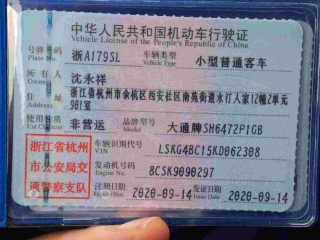 中华人民共和国机动车行驶证
Vehicle License of the People's Republic of China
号牌号码 浙A179SL 车辆类型 小型普通客车
Plate No. Vehicle Type
所有人 沈永祥
Owner
住址 浙江省杭州市余杭区西安社区南苑街道水汀人家12幢2单元
981室
Address
使用性质 非营运 品牌型号 大通牌SH6472P1GB
Use Character Model
浙江省杭州
市公安局交
通警察支队
车辆识别代号 LSKG4BC15KD062308
VIN
发动机号码 8CSK9090297
Engine No.
注册日期 2020-09-14 发证日期 2020-09-14
Register Date Issue Date